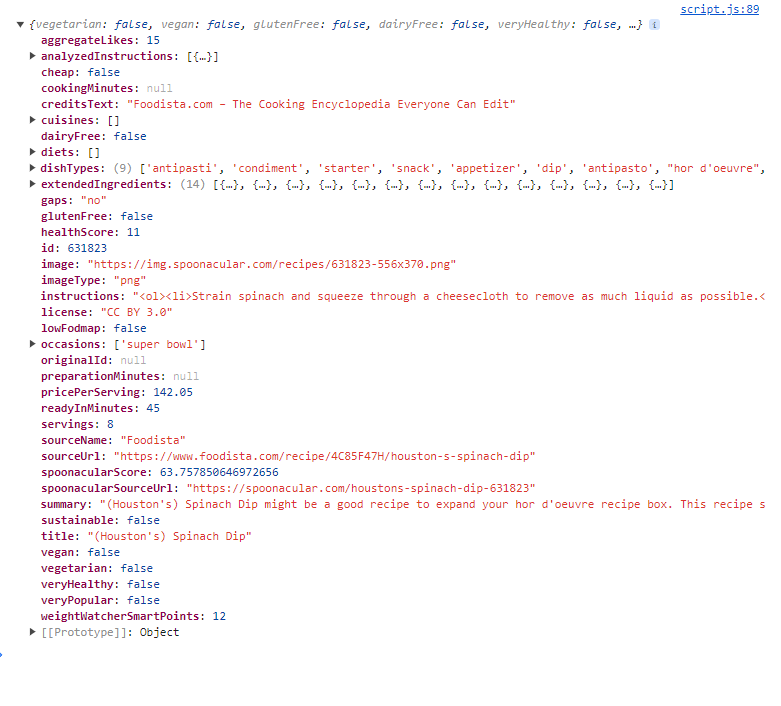 script.js:89
{vegetarian: false, vegan: false, glutenFree: false, dairyFree: false, veryHealthy: false, …}
aggregateLikes: 15
analyzedInstructions: [{…}]
cheap: false
cookingMinutes: null
creditsText: "Foodista.com – The Cooking Encyclopedia Everyone Can Edit"
cuisines: []
dairyFree: false
diets: []
dishTypes: (9) ['antipasti', 'condiment', 'starter', 'snack', 'appetizer', 'dip', 'antipasto', "hor d'oeuvre",
extendedIngredients: (14) [{…}, {…}, {…}, {…}, {…}, {…}, {…}, {…}, {…}, {…}, {…}, {…}, {…}, {…}]
gaps: "no"
glutenFree: false
healthScore: 11
id: 631823
image: "https://img.spoonacular.com/recipes/631823-556x370.png"
imageType: "png"
instructions: "<ol><li>Strain spinach and squeeze through a cheesecloth to remove as much liquid as possible.<
license: "CC BY 3.0"
lowFodmap: false
occasions: ['super bowl']
originalId: null
preparationMinutes: null
pricePerServing: 142.05
readyInMinutes: 45
servings: 8
sourceName: "Foodista"
sourceUrl: "https://www.foodista.com/recipe/4C85F47H/houston-s-spinach-dip"
spoonacularScore: 63.757850646972656
spoonacularSourceUrl: "https://spoonacular.com/houstons-spinach-dip-631823"
summary: "(Houston's) Spinach Dip might be a good recipe to expand your hor d'oeuvre recipe box. This recipe s
sustainable: false
title: "(Houston's) Spinach Dip"
vegan: false
vegetarian: false
veryHealthy: false
veryPopular: false
weightWatcherSmartPoints: 12
[[Prototype]]: Object